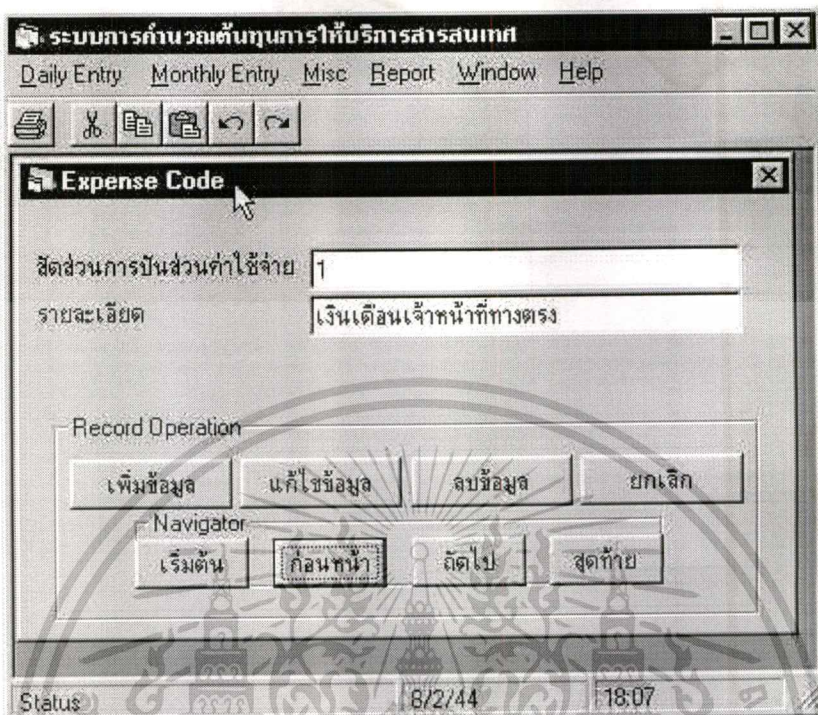 ระบบการคำนวณต้นทุนการให้บริการสารสนเทศ
Daily Entry Monthly Entry Misc Report Window Help
Expense Code
สัดส่วนการปันส่วนค่าใช้จ่าย 1
รายละเอียด เงินเดือนเจ้าหน้าที่ทางตรง
Record Operation
เพิ่มข้อมูล แก้ไขข้อมูล ลบข้อมูล ยกเลิก
Navigator
เริ่มต้น ก่อนหน้า ถัดไป สุดท้าย
Status 8/2/44 18:07